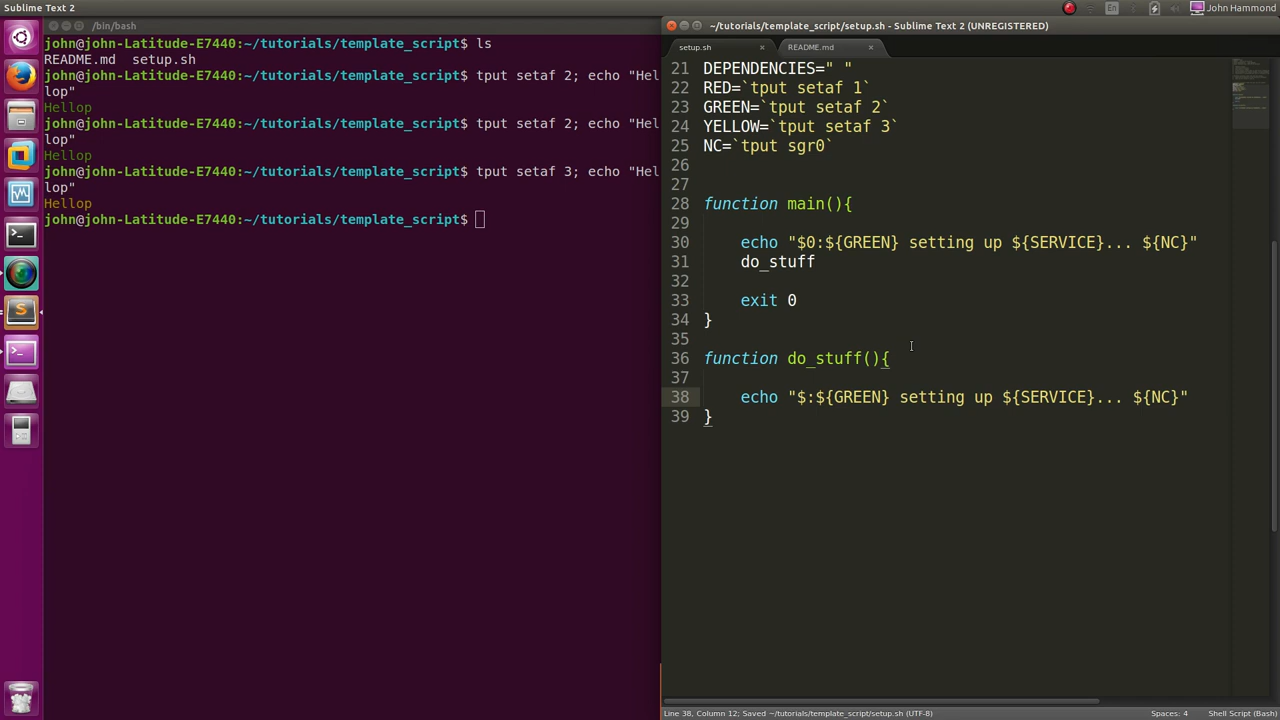 Sublime Text 2
En
John Hammond
/bin/bash
john@john-Latitude-E7440:~/tutorials/template_script$ ls
README.md  setup.sh
john@john-Latitude-E7440:~/tutorials/template_script$ tput setaf 2; echo "Hel
lop"
Hellop
john@john-Latitude-E7440:~/tutorials/template_script$ tput setaf 2; echo "Hel
lop"
Hellop
john@john-Latitude-E7440:~/tutorials/template_script$ tput setaf 3; echo "Hel
lop"
Hellop
john@john-Latitude-E7440:~/tutorials/template_script$
~/tutorials/template_script/setup.sh - Sublime Text 2 (UNREGISTERED)
setup.sh
README.md
21 DEPENDENCIES=" "
22 RED=`tput setaf 1`
23 GREEN=`tput setaf 2`
24 YELLOW=`tput setaf 3`
25 NC=`tput sgr0`
26
27
28 function main(){
29
30     echo "$0:${GREEN} setting up ${SERVICE}... ${NC}"
31     do_stuff
32
33     exit 0
34 }
35
36 function do_stuff(){
37
38     echo "$:${GREEN} setting up ${SERVICE}... ${NC}"
39 }
Line 38, Column 12; Saved ~/tutorials/template_script/setup.sh (UTF-8)
Spaces: 4
Shell Script (Bash)